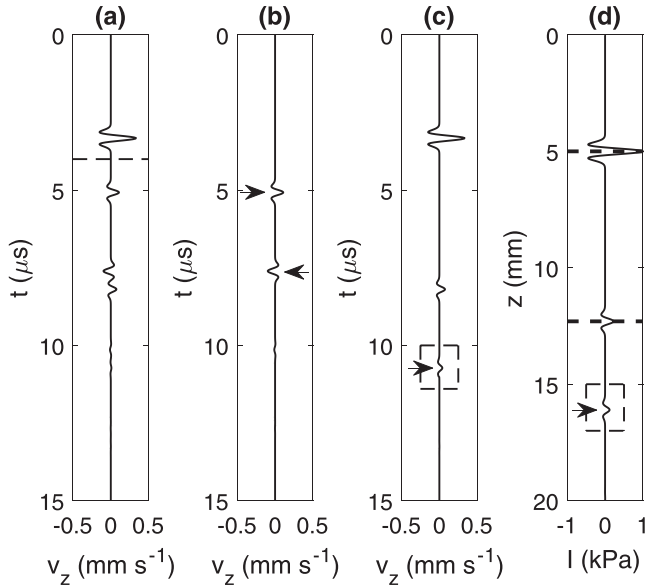 (a) (b) (c) (d)
0 0 0 0
5 5 5 5
10 10 10 10
15
15 15 15 20
t (μs) t (μs) t (μs) z (mm)
-0.5 0 0.5 -0.5 0 0.5 -0.5 0 0.5 -1 0 1
v_z (mm s⁻¹) v_z (mm s⁻¹) v_z (mm s⁻¹) I (kPa)